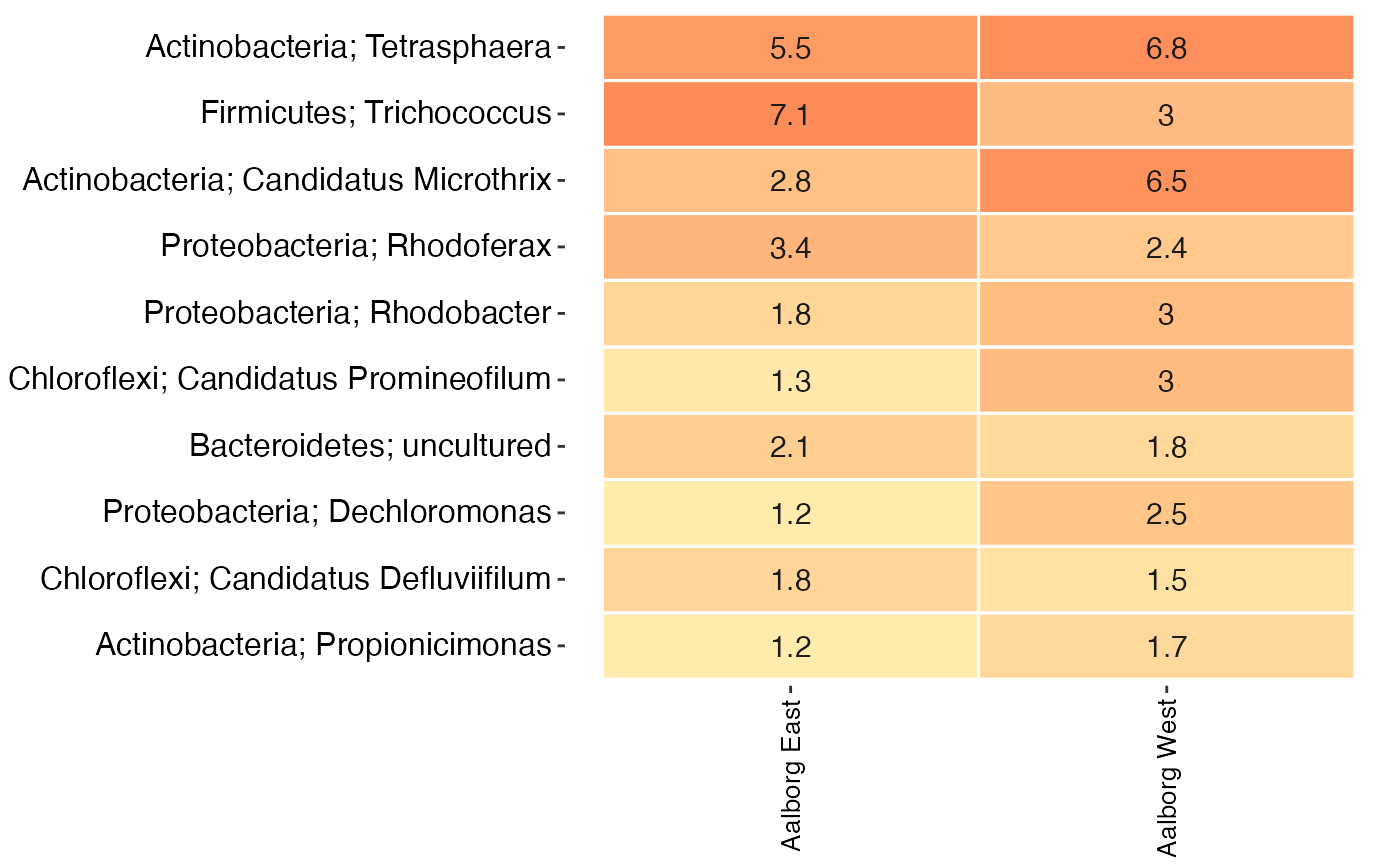 Actinobacteria; Tetrasphaera 5.5 6.8
Firmicutes; Trichococcus 7.1 3
Actinobacteria; Candidatus Microthrix 2.8 6.5
Proteobacteria; Rhodoferax 3.4 2.4
Proteobacteria; Rhodobacter 1.8 3
Chloroflexi; Candidatus Promineofilum 1.3 3
Bacteroidetes; uncultured 2.1 1.8
Proteobacteria; Dechloromonas 1.2 2.5
Chloroflexi; Candidatus Defluviifilum 1.8 1.5
Actinobacteria; Propionicimonas 1.2 1.7
Aalborg East
Aalborg West